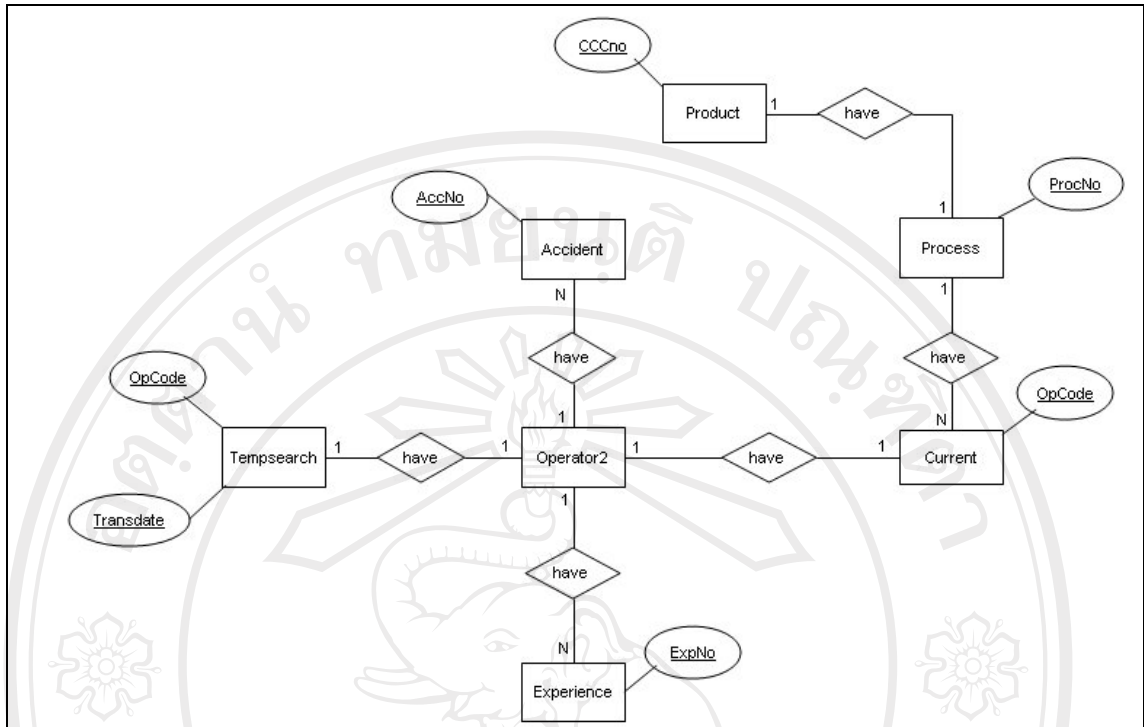 CCCno
Product
1
have
1
ProcNo
Process
1
have
N
OpCode
Current
AccNo
Accident
N
have
1
OpCode
Tempsearch
Transdate
1
have
1
Operator2
1
have
1
1
have
N
Experience
ExpNo